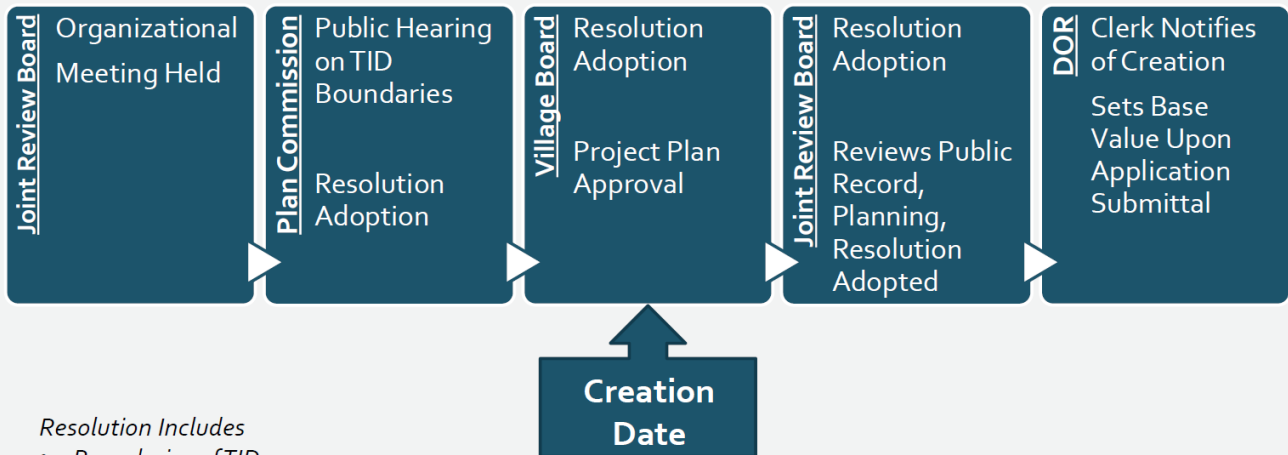 Joint Review Board
Organizational
Meeting Held
Plan Commission
Public Hearing
on TID
Boundaries
Resolution
Adoption
Village Board
Resolution
Adoption
Project Plan
Approval
Joint Review Board
Resolution
Adoption
Reviews Public
Record,
Planning,
Resolution
Adopted
DOR
Clerk Notifies
of Creation
Sets Base
Value Upon
Application
Submittal
Creation
Date
Resolution Includes
of TID